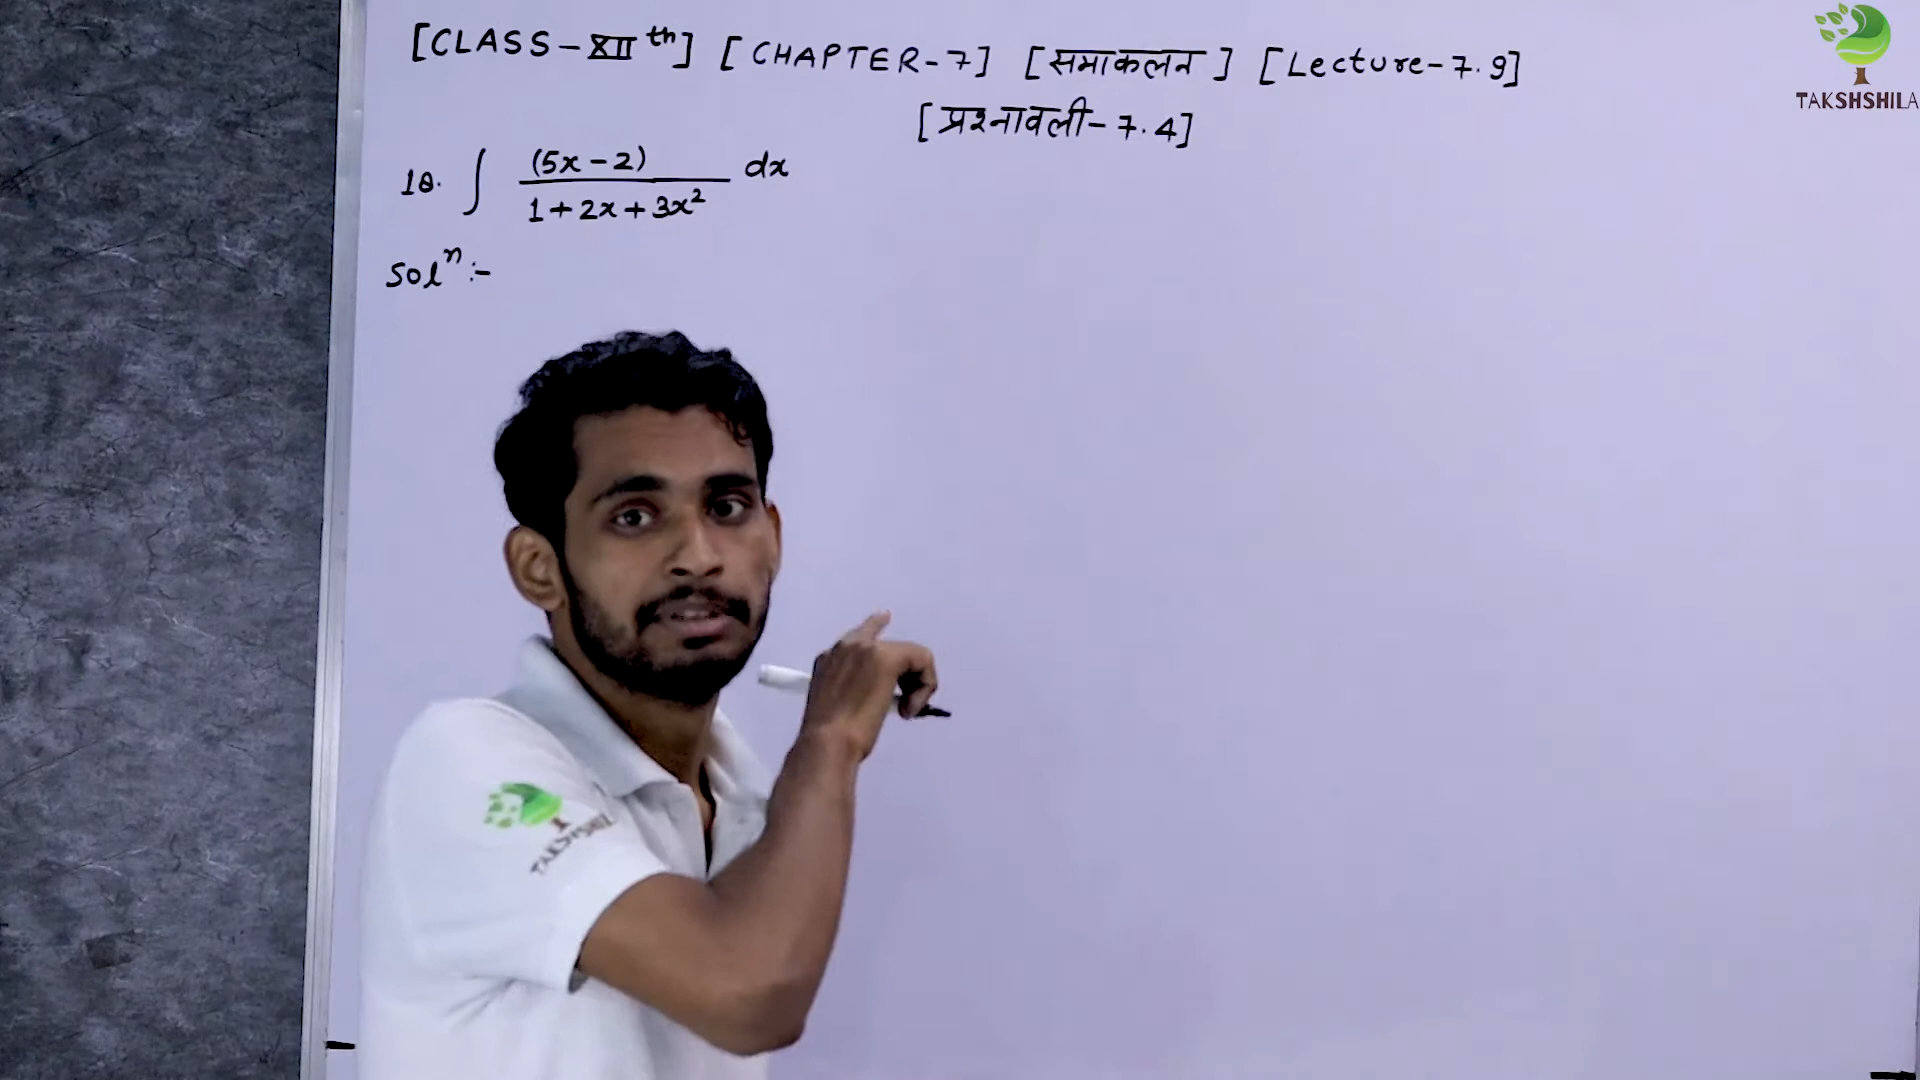 [CLASS-XIIth] [CHAPTER-7] [समाकलन] [Lecture-7.9]
[प्रश्नावली-7.4]
18. ∫ (5x-2) / 1+2x+3x² dx
Solⁿ:-
TAKSHSHILA
TAKSHSHIL